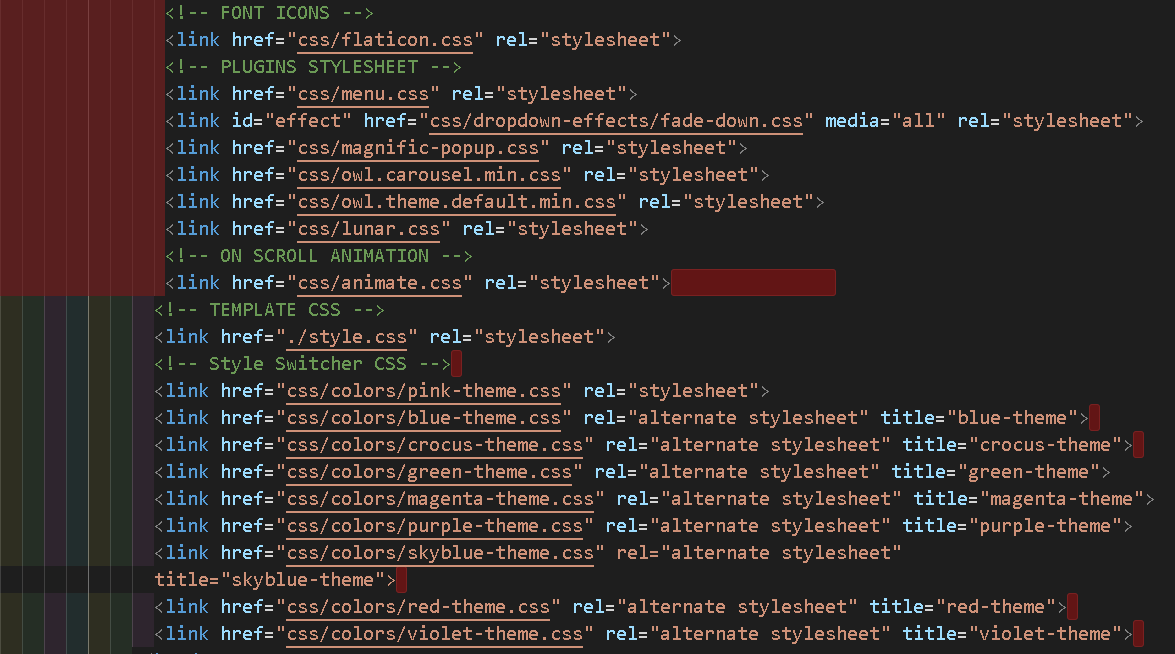 <!-- FONT ICONS -->
<link href="css/flaticon.css" rel="stylesheet">
<!-- PLUGINS STYLESHEET -->
<link href="css/menu.css" rel="stylesheet">
<link id="effect" href="css/dropdown-effects/fade-down.css" media="all" rel="stylesheet">
<link href="css/magnific-popup.css" rel="stylesheet">
<link href="css/owl.carousel.min.css" rel="stylesheet">
<link href="css/owl.theme.default.min.css" rel="stylesheet">
<link href="css/lunar.css" rel="stylesheet">
<!-- ON SCROLL ANIMATION -->
<link href="css/animate.css" rel="stylesheet">
<!-- TEMPLATE CSS -->
<link href="./style.css" rel="stylesheet">
<!-- Style Switcher CSS -->
<link href="css/colors/pink-theme.css" rel="stylesheet">
<link href="css/colors/blue-theme.css" rel="alternate stylesheet" title="blue-theme">
<link href="css/colors/crocus-theme.css" rel="alternate stylesheet" title="crocus-theme">
<link href="css/colors/green-theme.css" rel="alternate stylesheet" title="green-theme">
<link href="css/colors/magenta-theme.css" rel="alternate stylesheet" title="magenta-theme">
<link href="css/colors/purple-theme.css" rel="alternate stylesheet" title="purple-theme">
<link href="css/colors/skyblue-theme.css" rel="alternate stylesheet"
title="skyblue-theme">
<link href="css/colors/red-theme.css" rel="alternate stylesheet" title="red-theme">
<link href="css/colors/violet-theme.css" rel="alternate stylesheet" title="violet-theme">